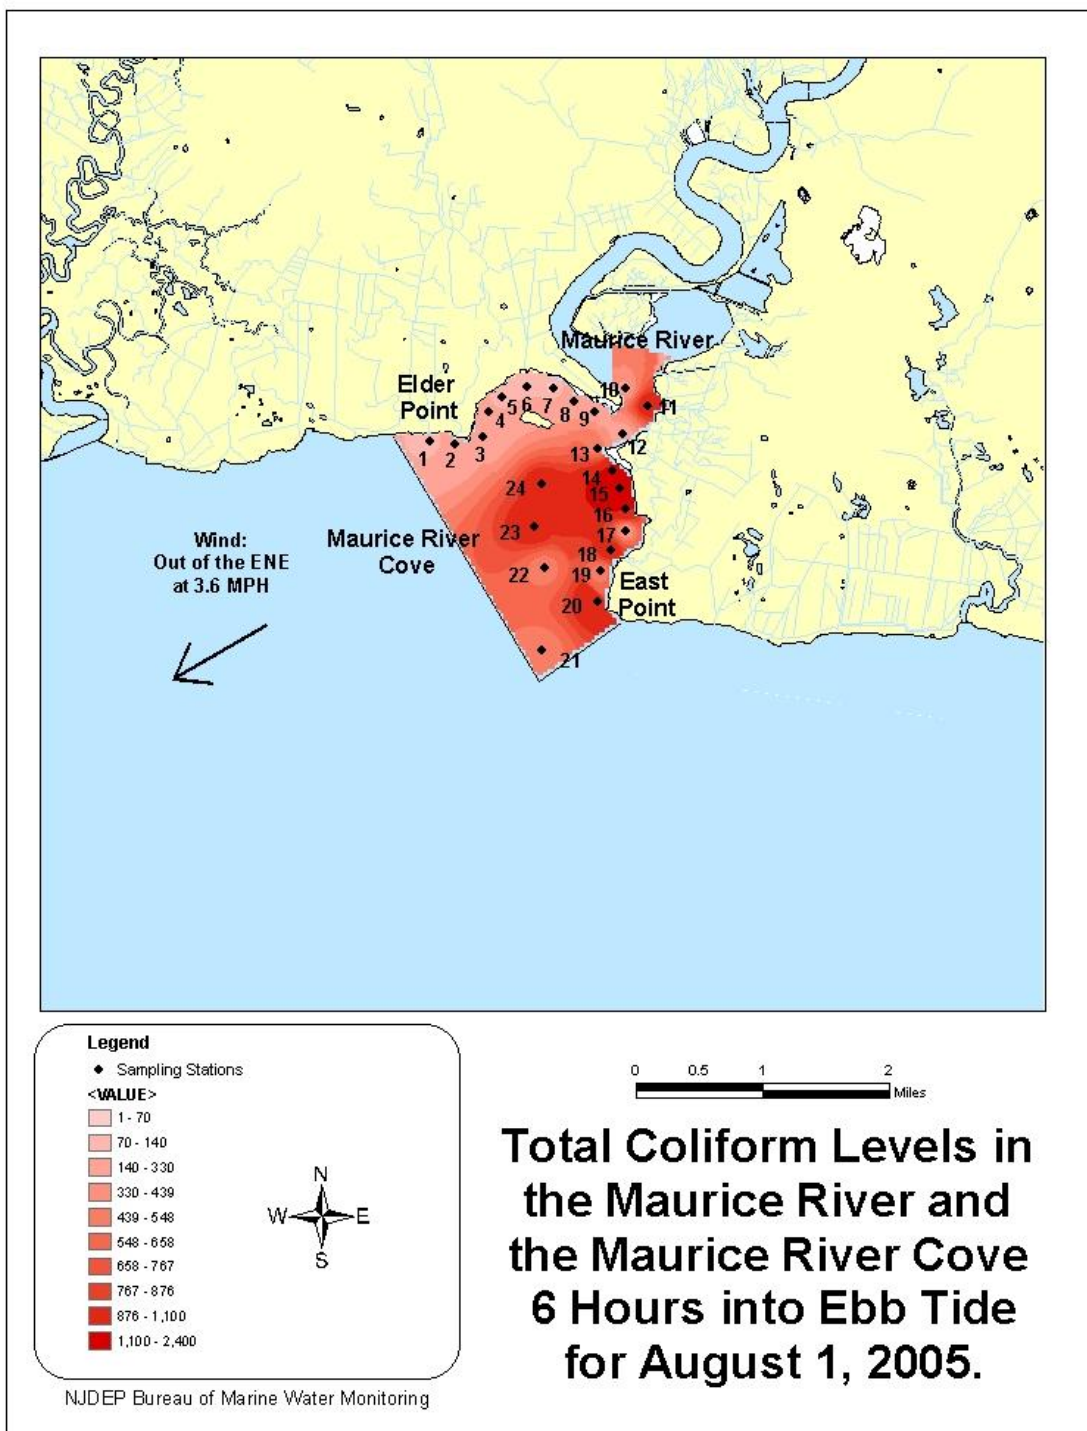 Maurice River
Elder
Point
10
11
12
9
8
7
6
5
4
3
2
1
13
14
15
16
17
18
19
20
21
22
23
24
Maurice River
Cove
East
Point
Wind:
Out of the ENE
at 3.6 MPH
Legend
Sampling Stations
<VALUE>
1 - 70
70 - 140
140 - 330
330 - 439
439 - 548
548 - 658
658 - 767
767 - 876
876 - 1,100
1,100 - 2,400
N
W E
S
0 0.5 1 2
Miles
Total Coliform Levels in
the Maurice River and
the Maurice River Cove
6 Hours into Ebb Tide
for August 1, 2005.
NJDEP Bureau of Marine Water Monitoring